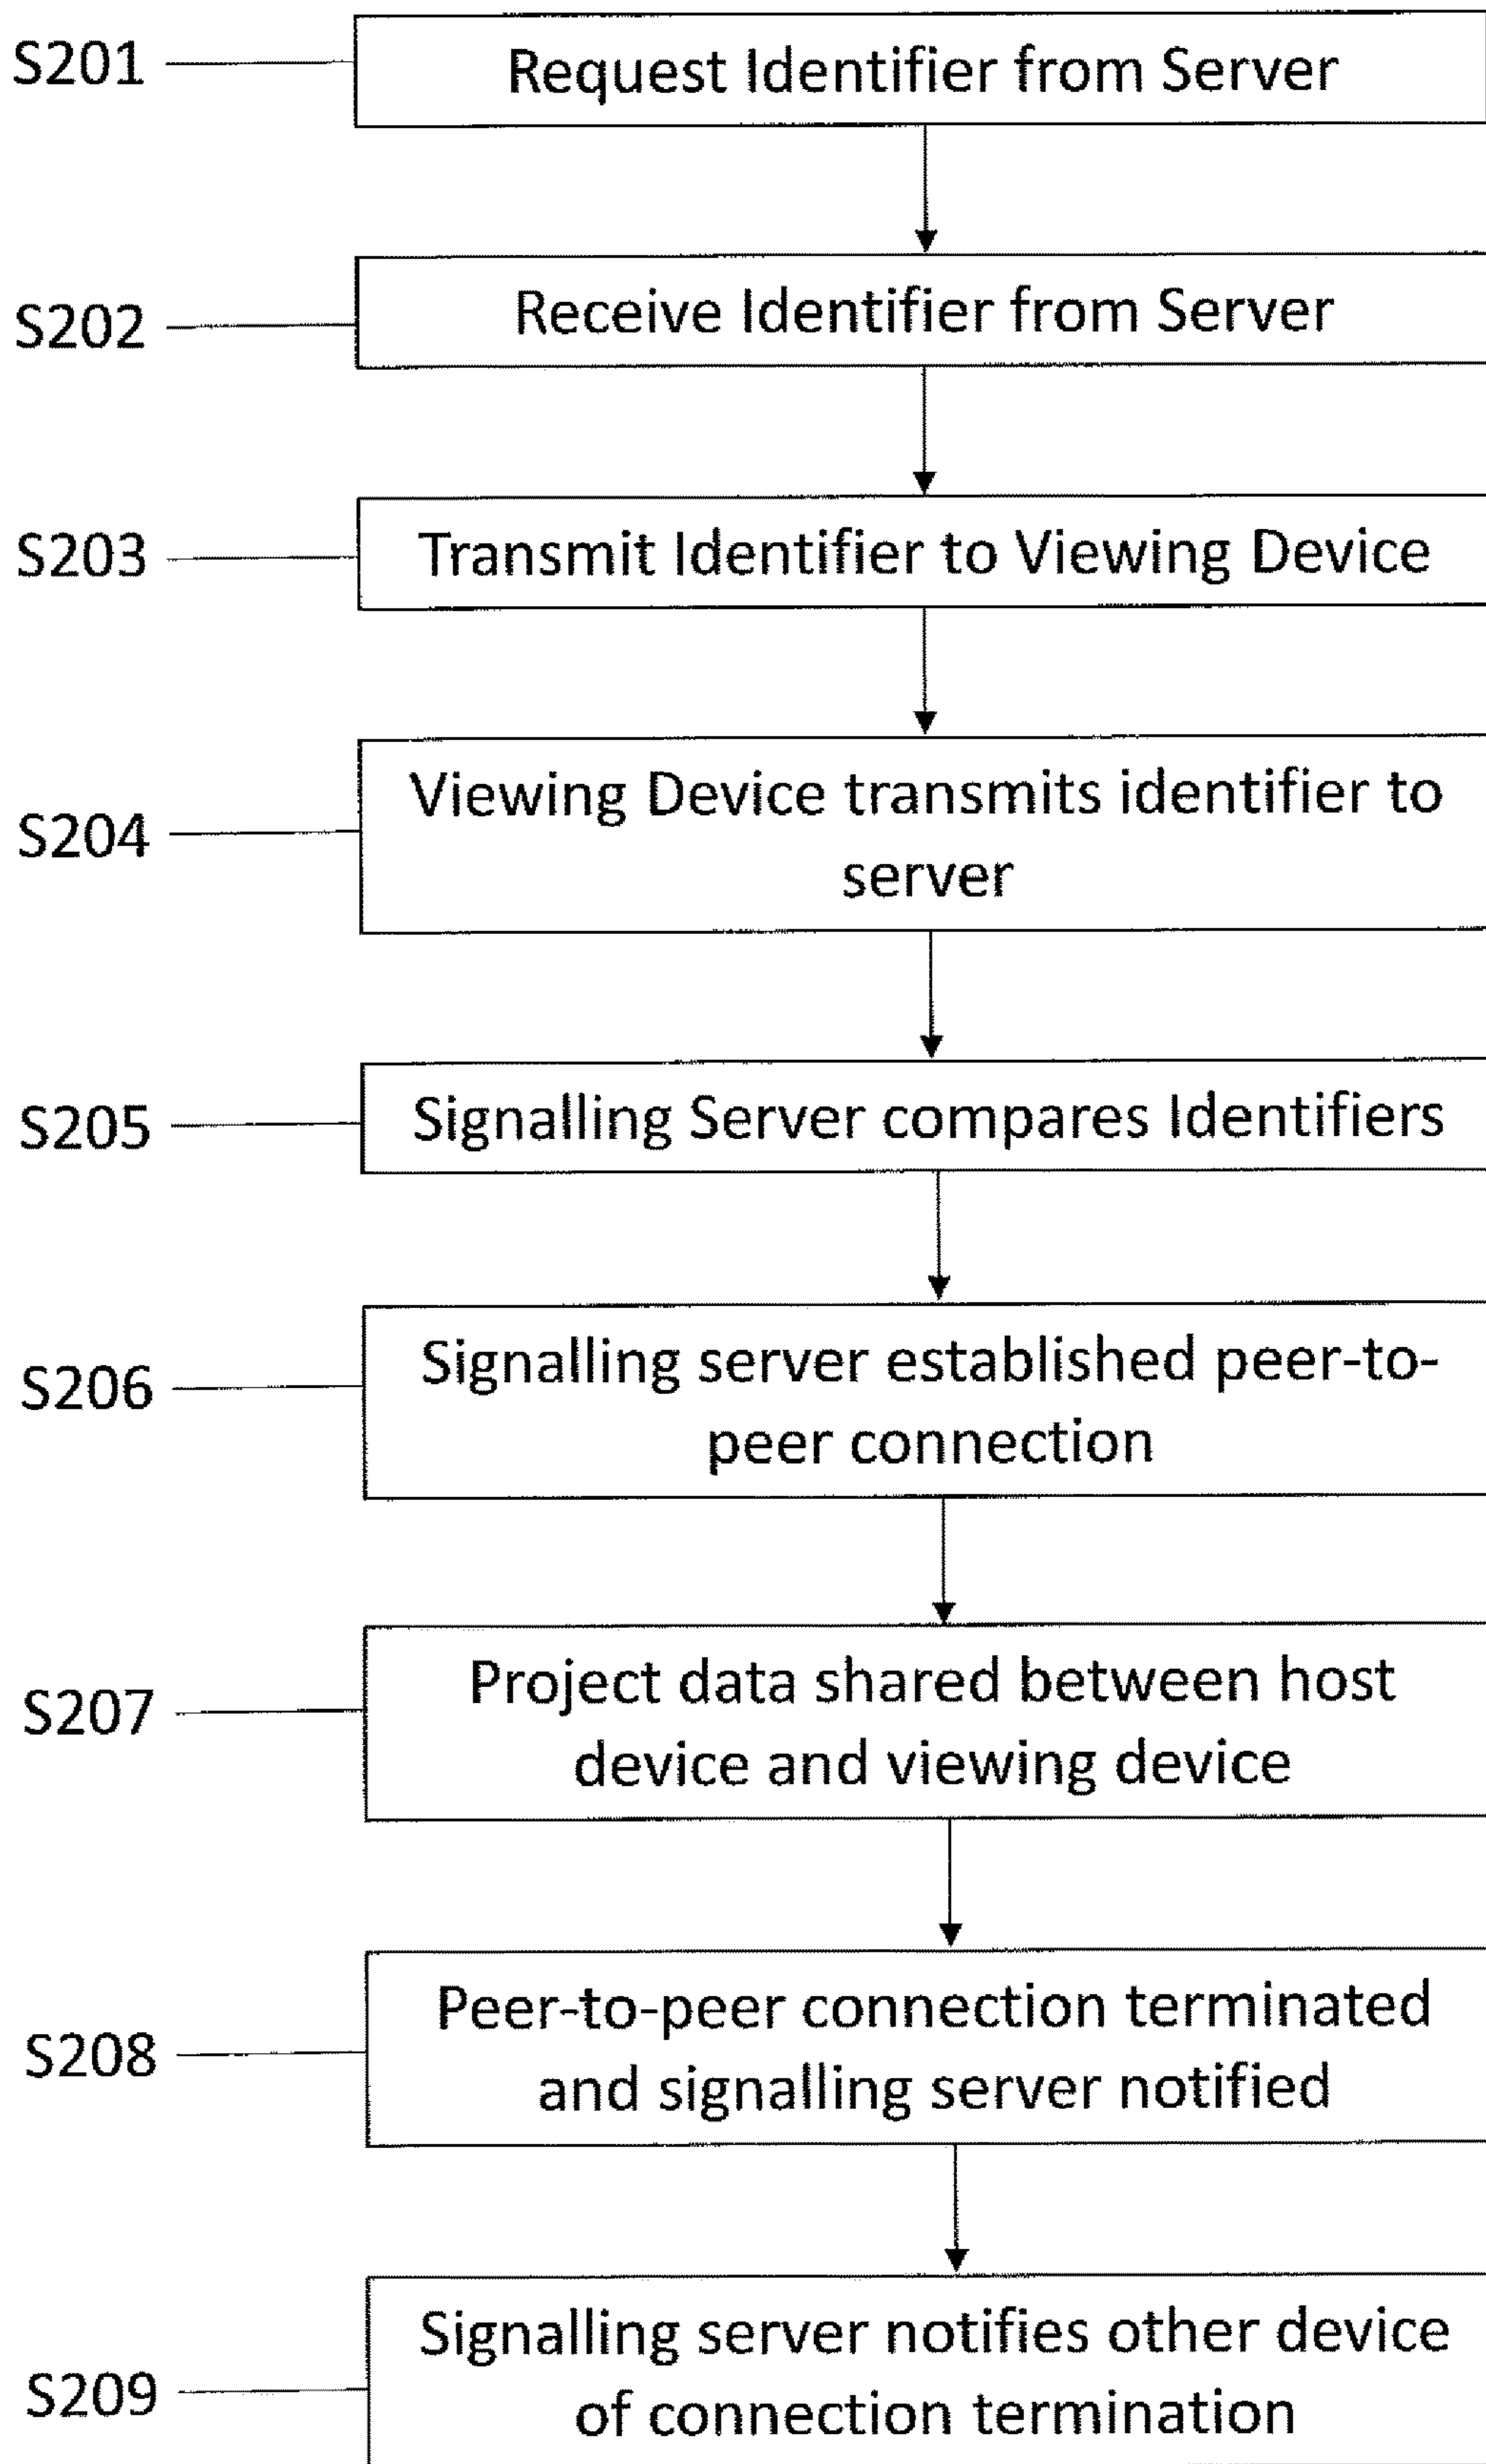 S201
Request Identifier from Server
S202
Receive Identifier from Server
S203
Transmit Identifier to Viewing Device
S204
Viewing Device transmits identifier to
server
S205
Signalling Server compares Identifiers
S206
Signalling server established peer-to-
peer connection
S207
Project data shared between host
device and viewing device
S208
Peer-to-peer connection terminated
and signalling server notified
S209
Signalling server notifies other device
of connection termination